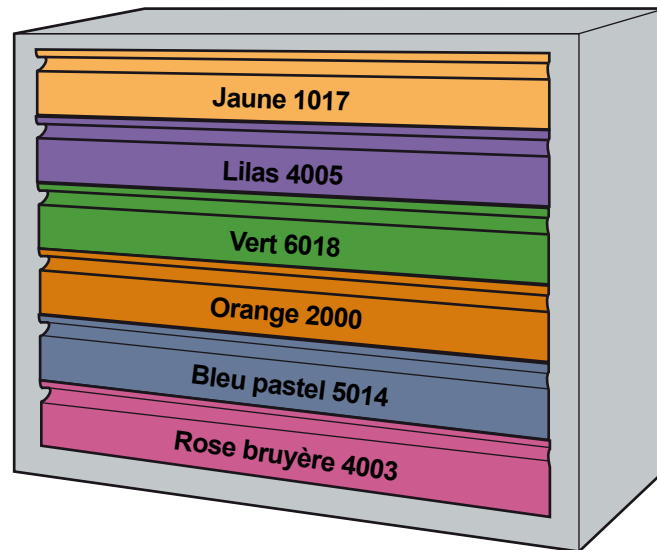 Jaune 1017
Lilas 4005
Vert 6018
Orange 2000
Bleu pastel 5014
Rose bruyère 4003